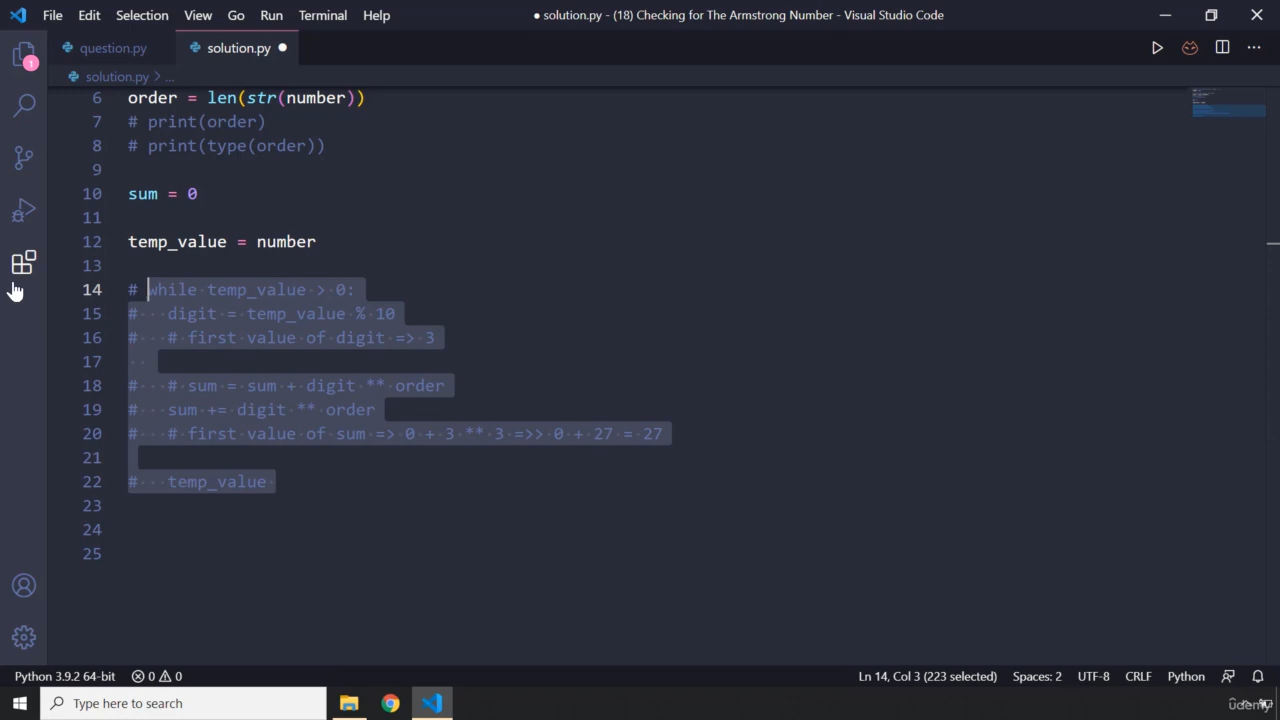 File Edit Selection View Go Run Terminal Help
● solution.py - (18) Checking for The Armstrong Number - Visual Studio Code
1
question.py
solution.py
solution.py > ...
6 order = len(str(number))
7 # print(order)
8 # print(type(order))
9
10 sum = 0
11
12 temp_value = number
13
14 # while temp_value > 0:
15 #   digit = temp_value % 10
16 #   # first value of digit => 3
17
18 #   # sum = sum + digit ** order
19 #   sum += digit ** order
20 #   # first value of sum => 0 + 3 ** 3 =>> 0 + 27 = 27
21
22 #   temp_value
23
24
25
Python 3.9.2 64-bit 0 0 Ln 14, Col 3 (223 selected) Spaces: 2 UTF-8 CRLF Python
Type here to search
udemy